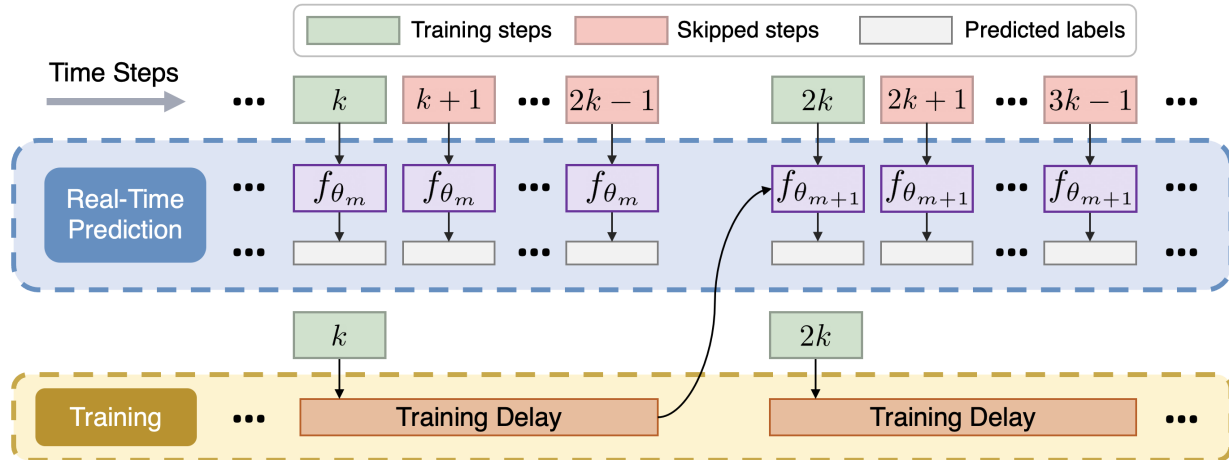 Training steps Skipped steps Predicted labels
Time Steps
... k k + 1 ... 2k − 1 2k 2k + 1 ... 3k − 1 ...
Real-Time
Prediction
... f_{θ_m} f_{θ_m} ... f_{θ_m} f_{θ_{m+1}} f_{θ_{m+1}} ... f_{θ_{m+1}} ...
... ... ... ...
k 2k
Training ... Training Delay Training Delay ...